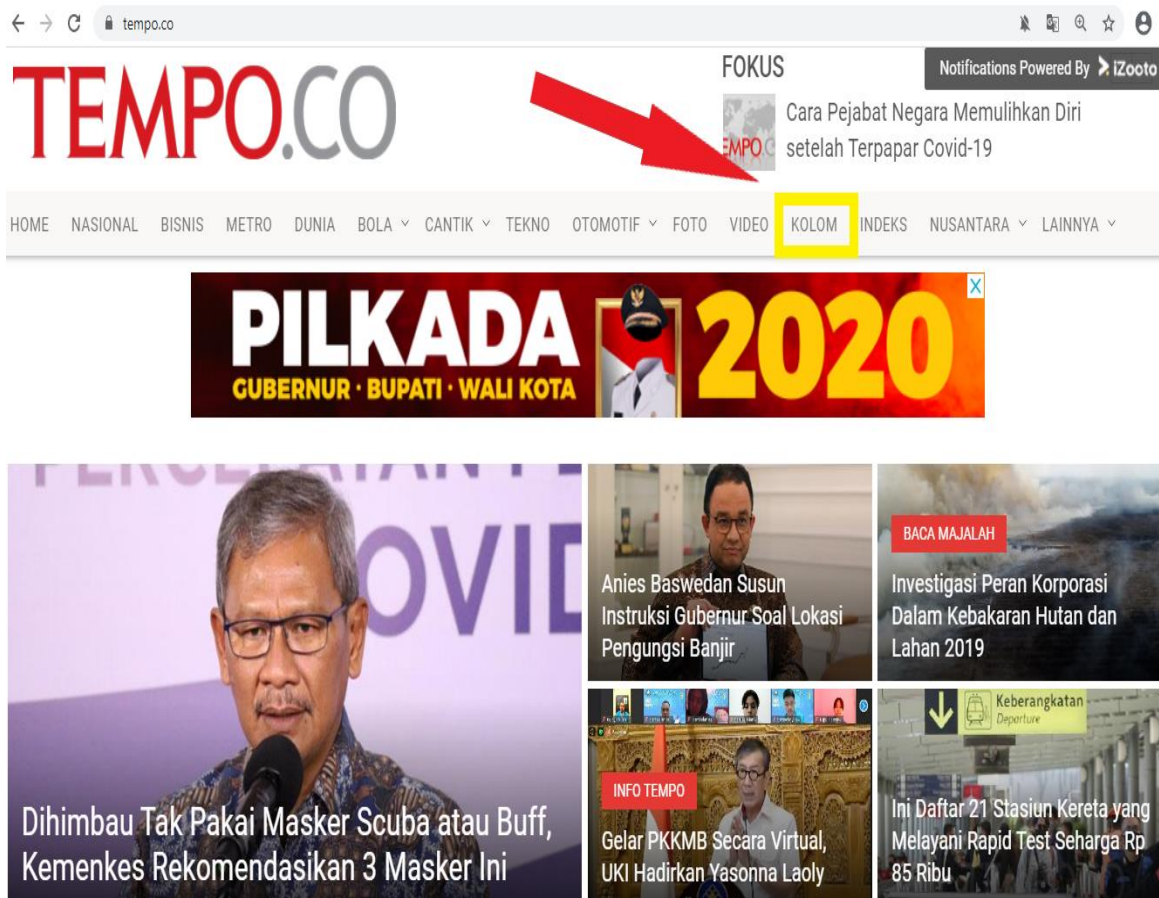 tempo.co
TEMPO.CO
FOKUS
Notifications Powered By iZooto
Cara Pejabat Negara Memulihkan Diri
setelah Terpapar Covid-19
HOME NASIONAL BISNIS METRO DUNIA BOLA CANTIK TEKNO OTOMOTIF FOTO VIDEO KOLOM INDEKS NUSANTARA LAINNYA
PILKADA 2020
GUBERNUR · BUPATI · WALI KOTA
OVID
Dihimbau Tak Pakai Masker Scuba atau Buff,
Kemenkes Rekomendasikan 3 Masker Ini
Anies Baswedan Susun
Instruksi Gubernur Soal Lokasi
Pengungsi Banjir
BACA MAJALAH
Investigasi Peran Korporasi
Dalam Kebakaran Hutan dan
Lahan 2019
INFO TEMPO
Gelar PKKMB Secara Virtual,
UKI Hadirkan Yasonna Laoly
Keberangkatan
Departure
Ini Daftar 21 Stasiun Kereta yang
Melayani Rapid Test Seharga Rp
85 Ribu